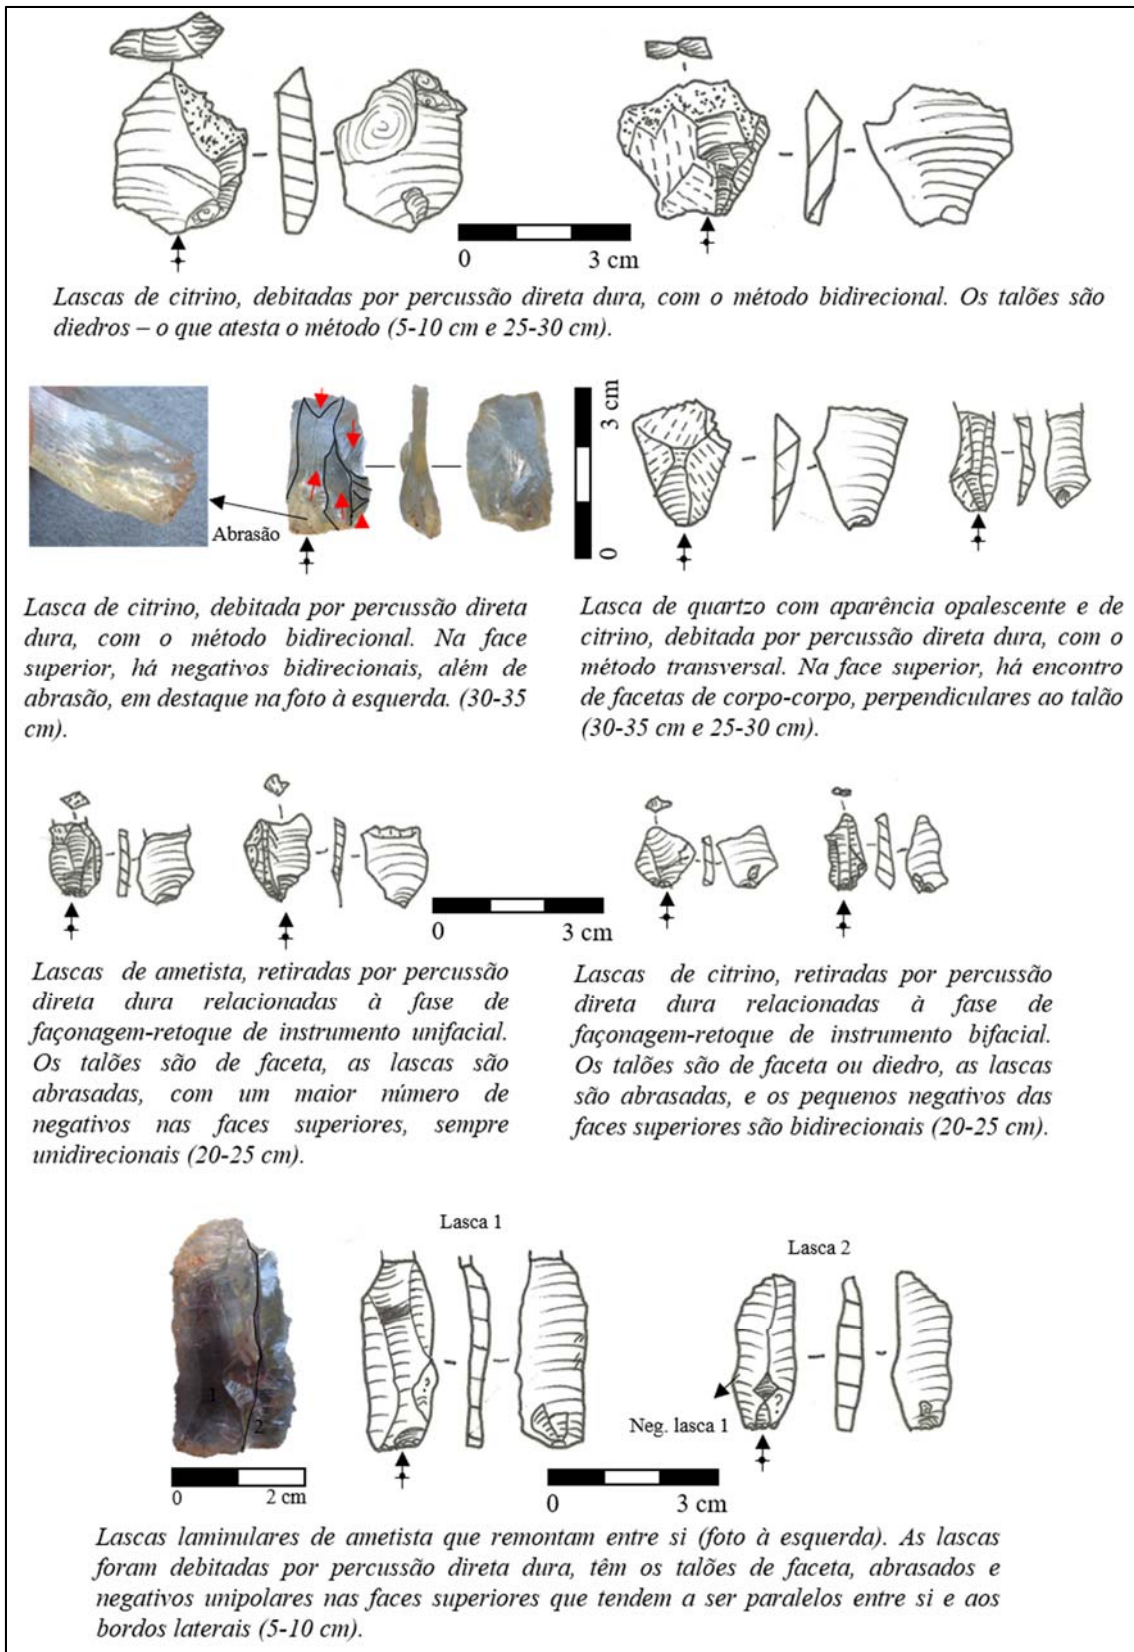 0 3 cm
Lascas de citrino, debitadas por percussão direta dura, com o método bidirecional. Os talões são
diedros – o que atesta o método (5-10 cm e 25-30 cm).
Abrasão
0 3 cm
Lasca de citrino, debitada por percussão direta
dura, com o método bidirecional. Na face
superior, há negativos bidirecionais, além de
abrasão, em destaque na foto à esquerda. (30-35
cm).
Lasca de quartzo com aparência opalescente e de
citrino, debitada por percussão direta dura, com o
método transversal. Na face superior, há encontro
de facetas de corpo-corpo, perpendiculares ao talão
(30-35 cm e 25-30 cm).
0 3 cm
Lascas de ametista, retiradas por percussão
direta dura relacionadas à fase de
façonagem-retoque de instrumento unifacial.
Os talões são de faceta, as lascas são
abrasadas, com um maior número de
negativos nas faces superiores, sempre
unidirecionais (20-25 cm).
Lascas de citrino, retiradas por percussão
direta dura relacionadas à fase de
façonagem-retoque de instrumento bifacial.
Os talões são de faceta ou diedro, as lascas
são abrasadas, e os pequenos negativos das
faces superiores são bidirecionais (20-25 cm).
Lasca 1
Lasca 2
1
2
? ?
Neg. lasca 1
0 2 cm
0 3 cm
Lascas laminulares de ametista que remontam entre si (foto à esquerda). As lascas
foram debitadas por percussão direta dura, têm os talões de faceta, abrasados e
negativos unipolares nas faces superiores que tendem a ser paralelos entre si e aos
bordos laterais (5-10 cm).